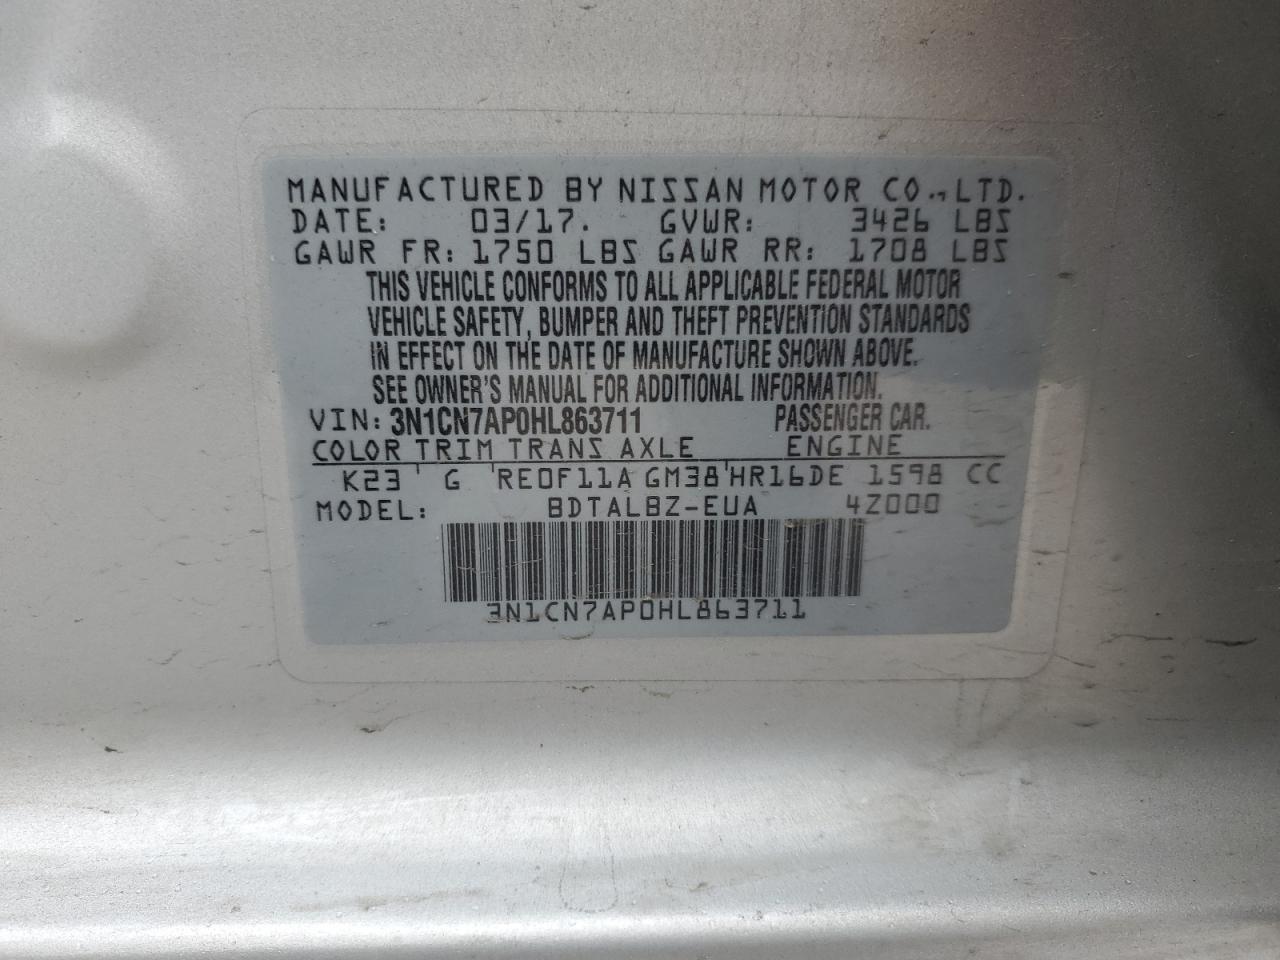 MANUFACTURED BY NISSAN MOTOR CO.,LTD.
DATE: 03/17. GVWR: 3426 LBS
GAWR FR: 1750 LBS GAWR RR: 1708 LBS
THIS VEHICLE CONFORMS TO ALL APPLICABLE FEDERAL MOTOR
VEHICLE SAFETY, BUMPER AND THEFT PREVENTION STANDARDS
IN EFFECT ON THE DATE OF MANUFACTURE SHOWN ABOVE.
SEE OWNER'S MANUAL FOR ADDITIONAL INFORMATION.
VIN: 3N1CN7AP0HL863711 PASSENGER CAR.
COLOR TRIM TRANS AXLE ENGINE
K23 G RE0F11A GM38 HR16DE 1598 CC
MODEL: BDTALBZ-EUA 4Z000
3N1CN7AP0HL863711